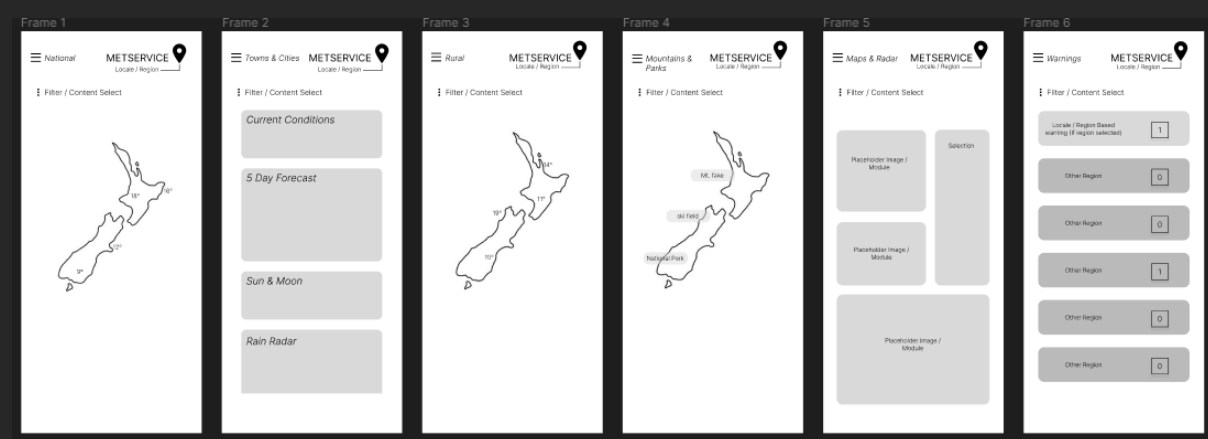 Frame 1
National
METSERVICE
Locale / Region
Filter / Content Select
16°
16°
12°
9°
Frame 2
Towns & Cities
METSERVICE
Locale / Region
Filter / Content Select
Current Conditions
5 Day Forecast
Sun & Moon
Rain Radar
Frame 3
Rural
METSERVICE
Locale / Region
Filter / Content Select
14°
11°
19°
10°
Frame 4
Mountains &
Parks
METSERVICE
Locale / Region
Filter / Content Select
Mt. fake
ski field
National Park
Frame 5
Maps & Radar
METSERVICE
Locale / Region
Filter / Content Select
Placeholder Image /
Module
Selection
Placeholder Image /
Module
Placeholder Image /
Module
Frame 6
Warnings
METSERVICE
Locale / Region
Filter / Content Select
Locale / Region Based
warning (if region selected)
1
Other Region
0
Other Region
0
Other Region
1
Other Region
0
Other Region
0